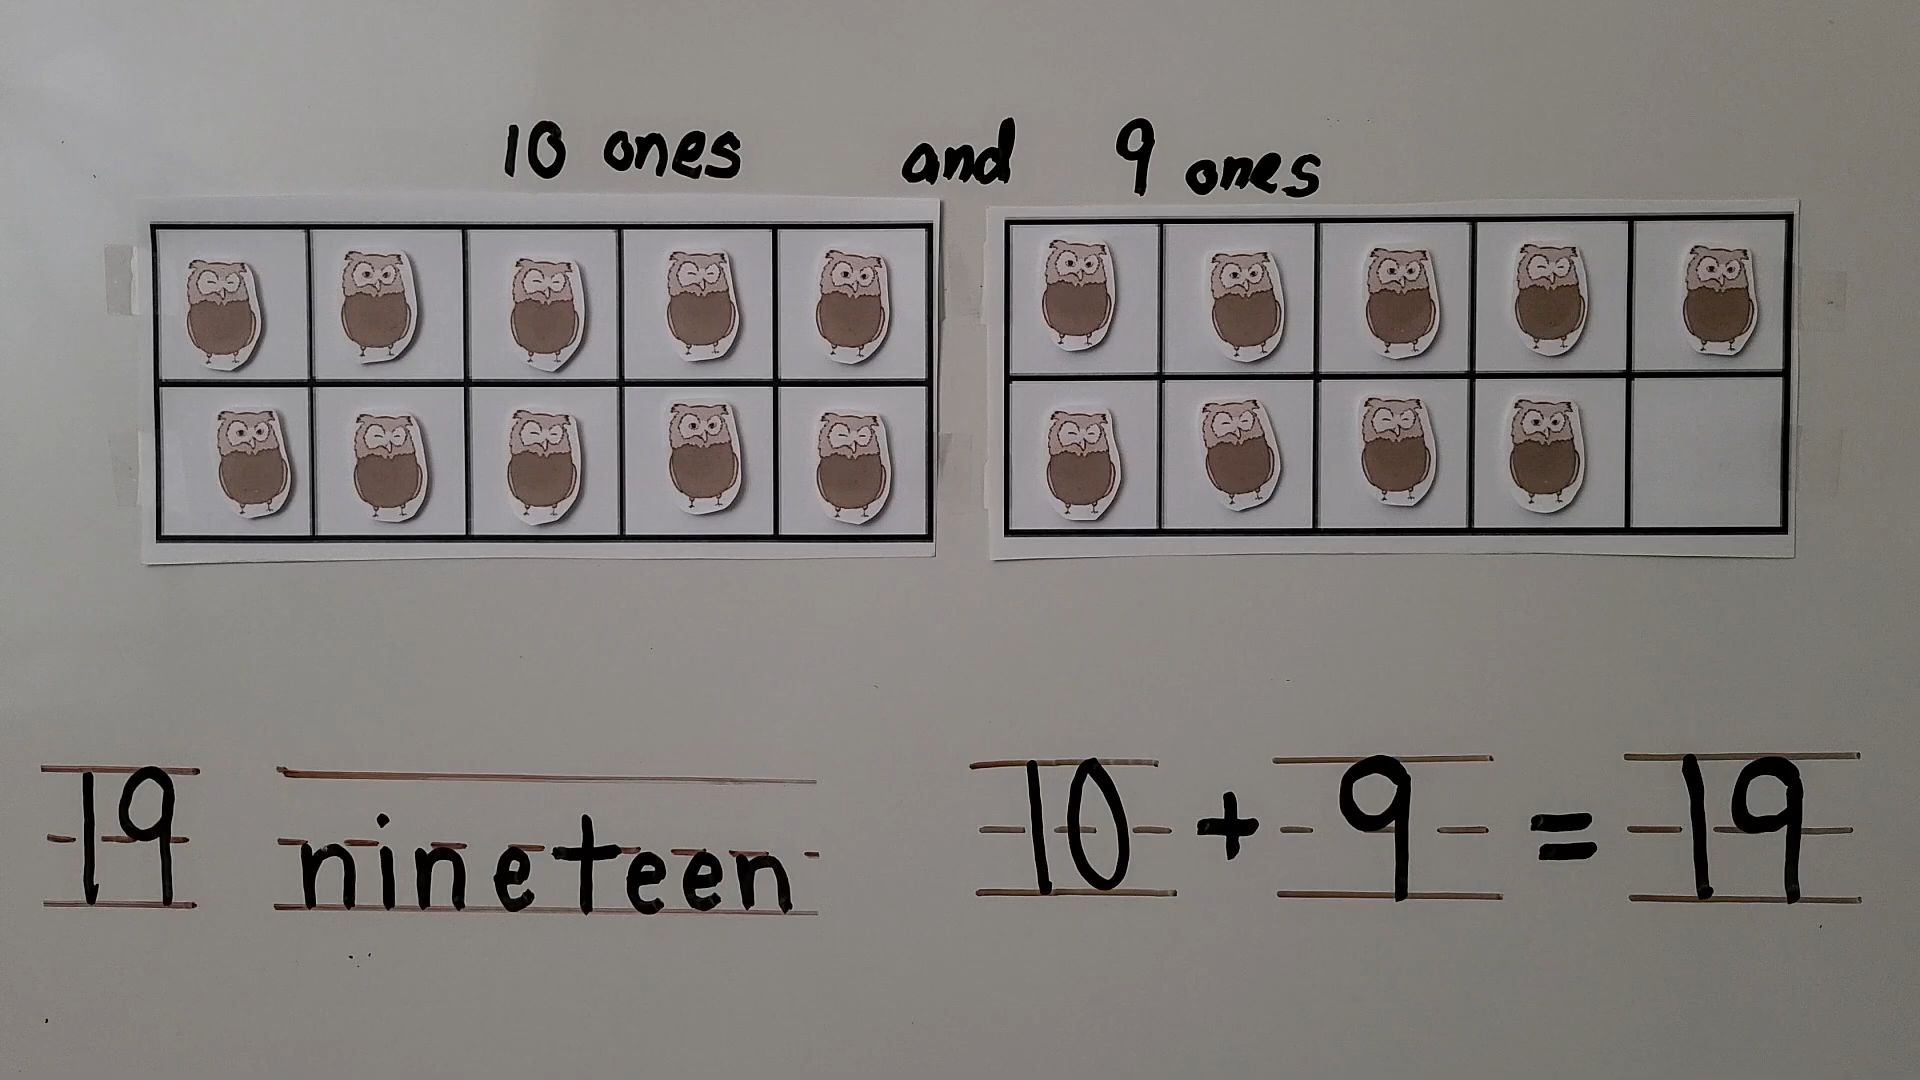 10 ones and 9 ones
19 nineteen 10 + 9 = 19